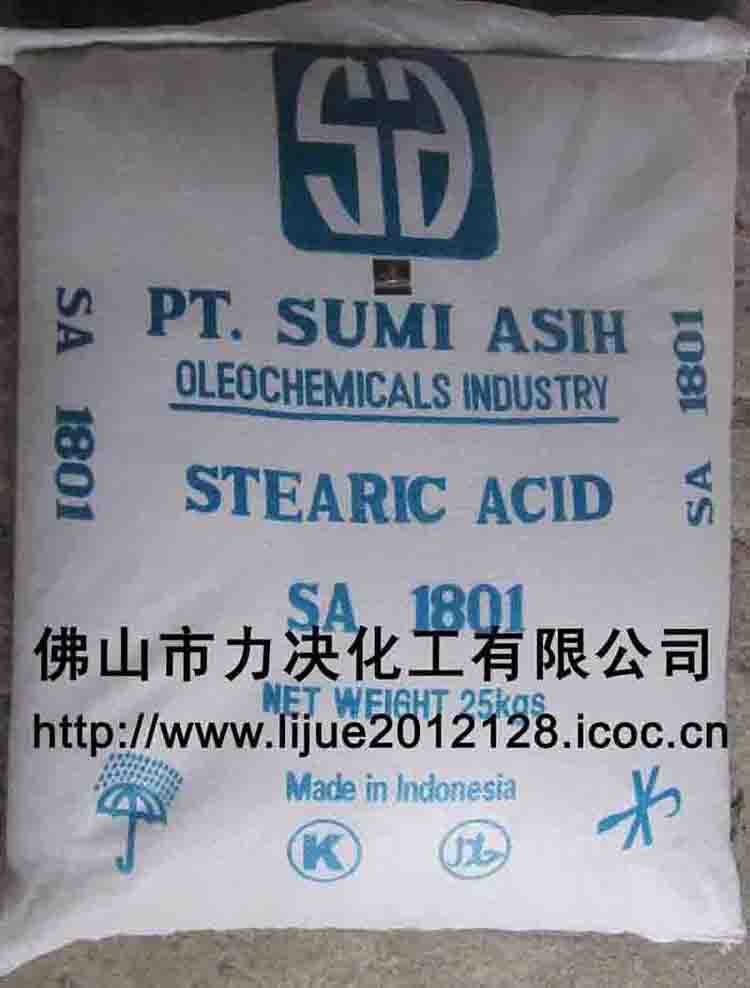 SA
PT. SUMI ASIH
OLEOCHEMICALS INDUSTRY
SA 1801
SA 1801
STEARIC ACID
SA 1801
佛山市力决化工有限公司
NET WEIGHT 25kgs
http://www.lijue2012128.icoc.cn
Made in Indonesia
K